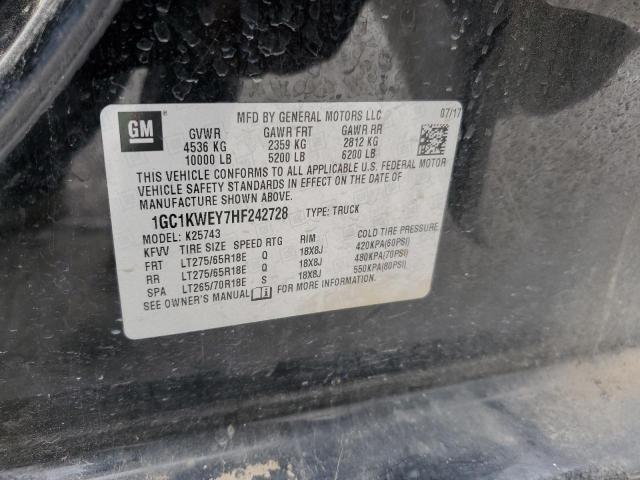 MFD BY GENERAL MOTORS LLC 07/17
GM ®
GVWR GAWR FRT GAWR RR
4536 KG 2359 KG 2812 KG
10000 LB 5200 LB 6200 LB
THIS VEHICLE CONFORMS TO ALL APPLICABLE U.S. FEDERAL MOTOR
VEHICLE SAFETY STANDARDS IN EFFECT ON THE DATE OF
MANUFACTURE SHOWN ABOVE.
1GC1KWEY7HF242728 TYPE: TRUCK
MODEL: K25743
KFVV TIRE SIZE SPEED RTG RIM COLD TIRE PRESSURE
FRT LT275/65R18E Q 18X8J 420KPA(60PSI)
RR LT275/65R18E Q 18X8J 480KPA(70PSI)
SPA LT265/70R18E S 18X8J 550KPA(80PSI)
SEE OWNER'S MANUAL FOR MORE INFORMATION.